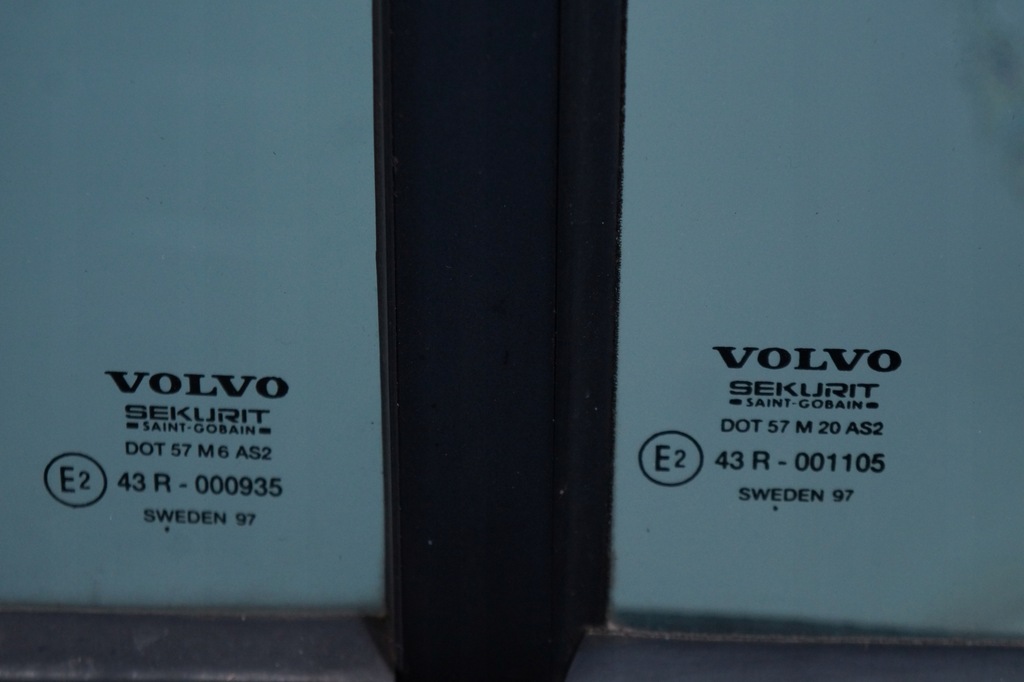 VOLVO
SEKURIT
SAINT-GOBAIN
DOT 57 M 6 AS2
E2 43 R - 000935
SWEDEN 97
VOLVO
SEKURIT
SAINT-GOBAIN
DOT 57 M 20 AS2
E2 43 R - 001105
SWEDEN 97